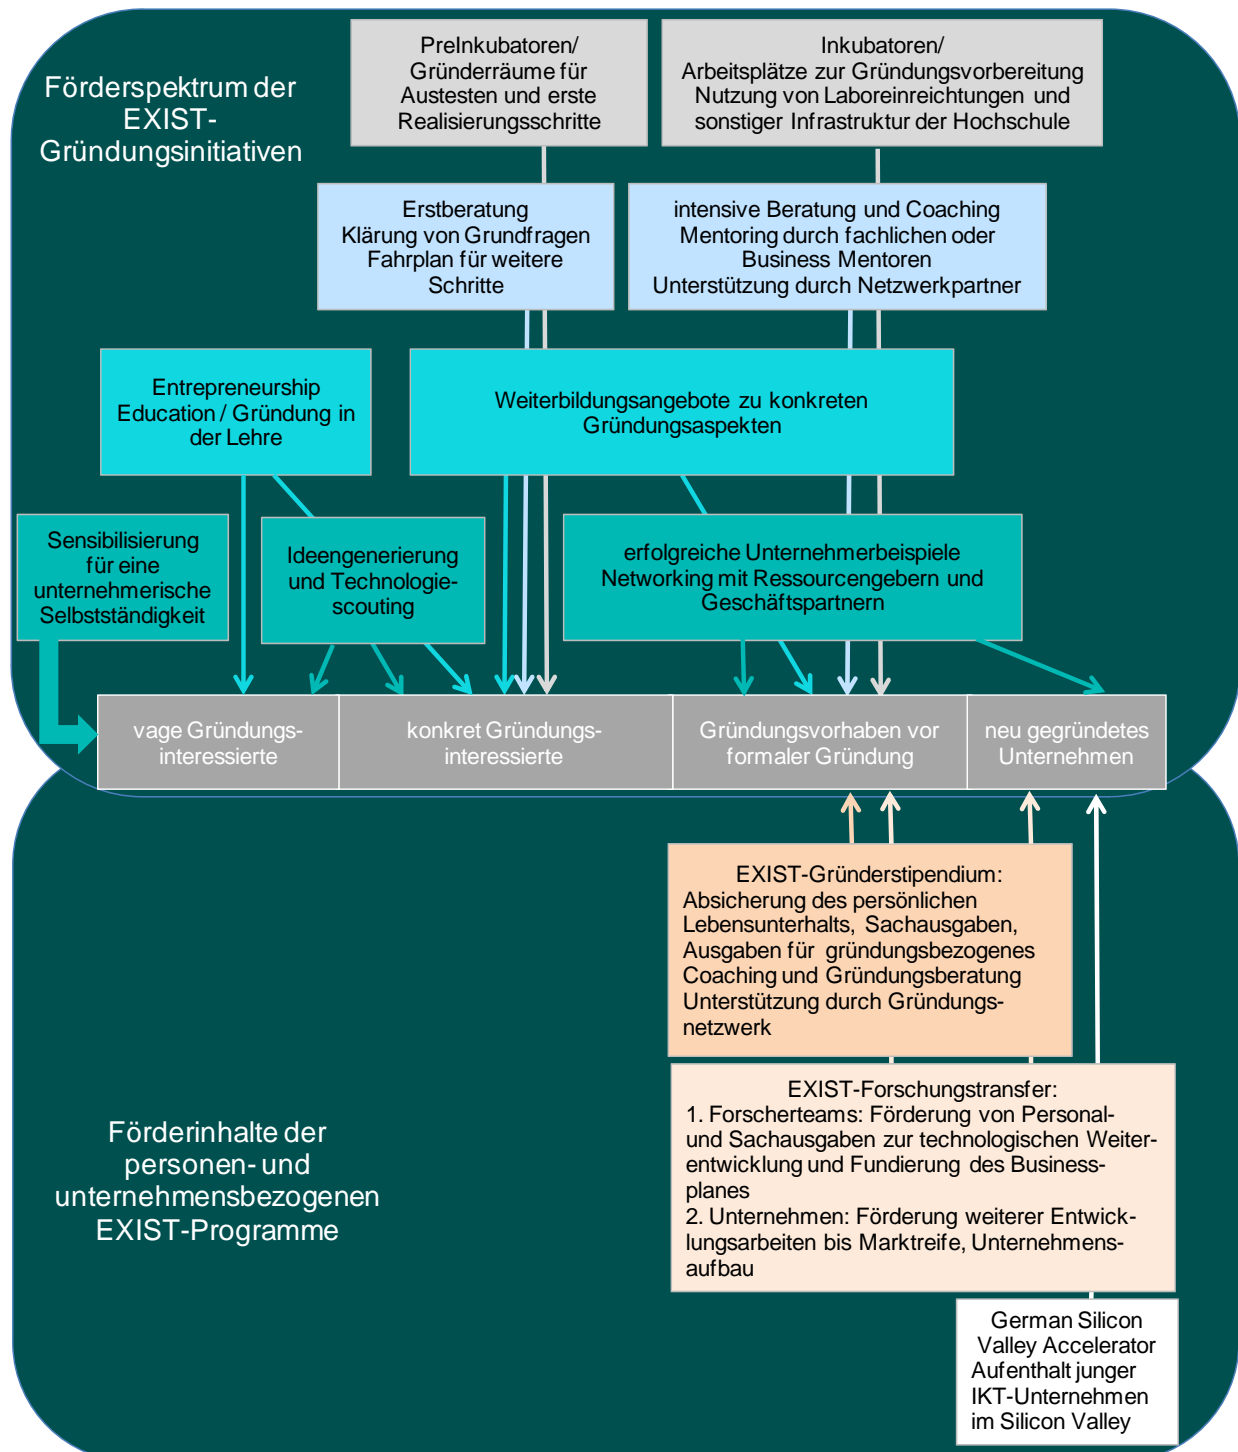 Förderspektrum der
EXIST-
Gründungsinitiativen
PreInkubatoren/
Gründerräume für
Austesten und erste
Realisierungsschritte
Inkubatoren/
Arbeitsplätze zur Gründungsvorbereitung
Nutzung von Laboreinreichtungen und
sonstiger Infrastruktur der Hochschule
Erstberatung
Klärung von Grundfragen
Fahrplan für weitere
Schritte
intensive Beratung und Coaching
Mentoring durch fachlichen oder
Business Mentoren
Unterstützung durch Netzwerkpartner
Entrepreneurship
Education / Gründung in
der Lehre
Weiterbildungsangebote zu konkreten
Gründungsaspekten
Sensibilisierung
für eine
unternehmerische
Selbstständigkeit
Ideengenerierung
und Technologie-
scouting
erfolgreiche Unternehmerbeispiele
Networking mit Ressourcengebern und
Geschäftspartnern
vage Gründungs-
interessierte
konkret Gründungs-
interessierte
Gründungsvorhaben vor
formaler Gründung
neu gegründetes
Unternehmen
EXIST-Gründerstipendium:
Absicherung des persönlichen
Lebensunterhalts, Sachausgaben,
Ausgaben für gründungsbezogenes
Coaching und Gründungsberatung
Unterstützung durch Gründungs-
netzwerk
EXIST-Forschungstransfer:
1. Forscherteams: Förderung von Personal-
und Sachausgaben zur technologischen Weiter-
entwicklung und Fundierung des Business-
planes
2. Unternehmen: Förderung weiterer Entwick-
lungsarbeiten bis Marktreife, Unternehmens-
aufbau
Förderinhalte der
personen- und
unternehmensbezogenen
EXIST-Programme
German Silicon
Valley Accelerator
Aufenthalt junger
IKT-Unternehmen
im Silicon Valley